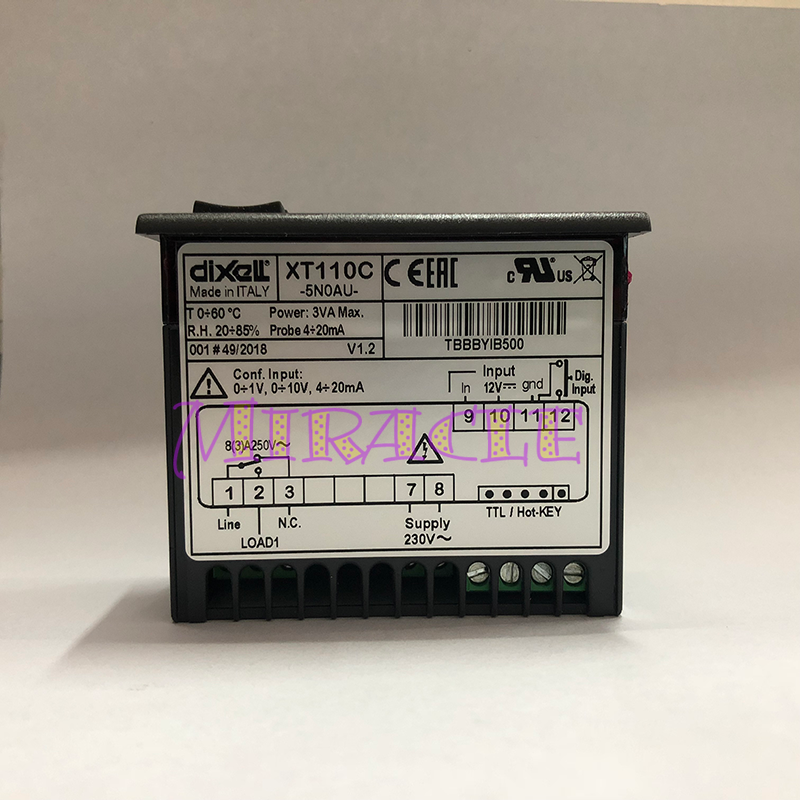 dixell
Made in ITALY
XT110C
-5N0AU-
CE EAC
c RU US
T 0÷60 °C Power: 3VA Max.
R.H. 20÷85% Probe 4÷20mA
001 # 49/2018 V1.2
TBBBYIB500
Conf. Input:
0÷1V, 0÷10V, 4÷20mA
Input
In 12V⎓ gnd
Dig.
Input
9 10 11 12
MIRACLE
8(3)A250V~
1 2 3 7 8
Line N.C.
LOAD1
Supply
230V~
TTL / Hot-KEY